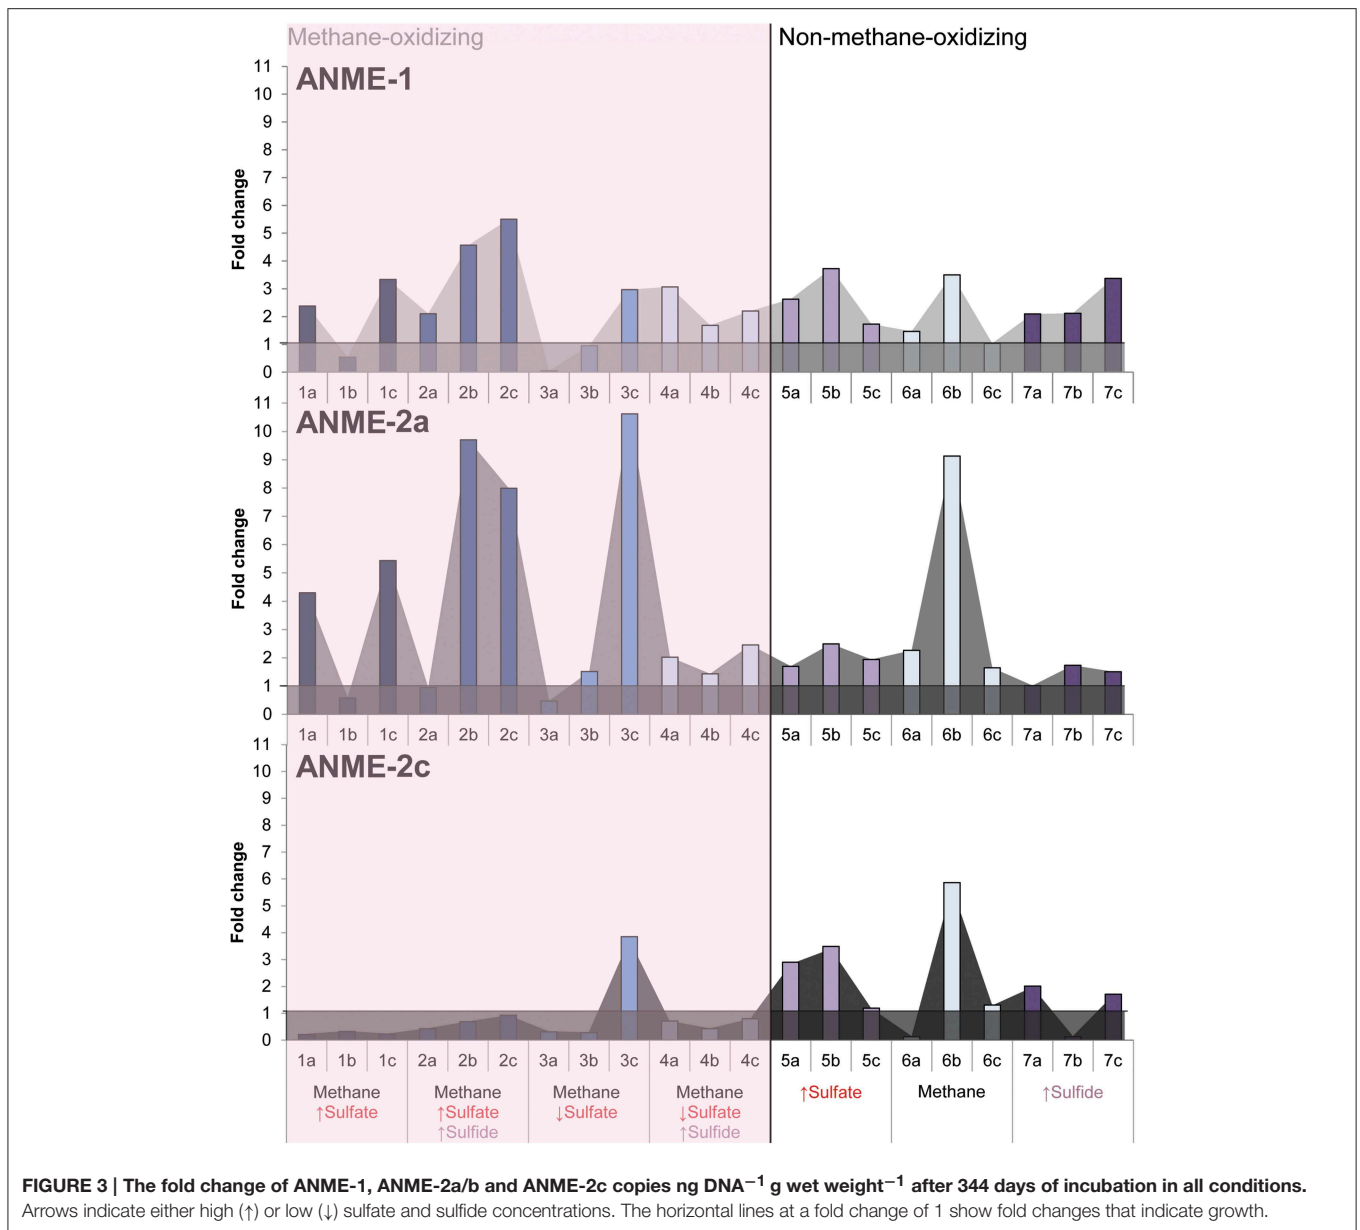 Methane-oxidizing Non-methane-oxidizing
ANME-1
Fold change
11
10
9
8
7
6
5
4
3
2
1
0
1a 1b 1c 2a 2b 2c 3a 3b 3c 4a 4b 4c 5a 5b 5c 6a 6b 6c 7a 7b 7c
ANME-2a
Fold change
11
10
9
8
7
6
5
4
3
2
1
0
1a 1b 1c 2a 2b 2c 3a 3b 3c 4a 4b 4c 5a 5b 5c 6a 6b 6c 7a 7b 7c
ANME-2c
Fold change
11
10
9
8
7
6
5
4
3
2
1
0
1a 1b 1c 2a 2b 2c 3a 3b 3c 4a 4b 4c 5a 5b 5c 6a 6b 6c 7a 7b 7c
Methane Methane Methane Methane ↑Sulfate Methane ↑Sulfide
↑Sulfate ↑Sulfate ↓Sulfate ↓Sulfate
↑Sulfide ↑Sulfide
FIGURE 3 | The fold change of ANME-1, ANME-2a/b and ANME-2c copies ng DNA⁻¹ g wet weight⁻¹ after 344 days of incubation in all conditions.
Arrows indicate either high (↑) or low (↓) sulfate and sulfide concentrations. The horizontal lines at a fold change of 1 show fold changes that indicate growth.